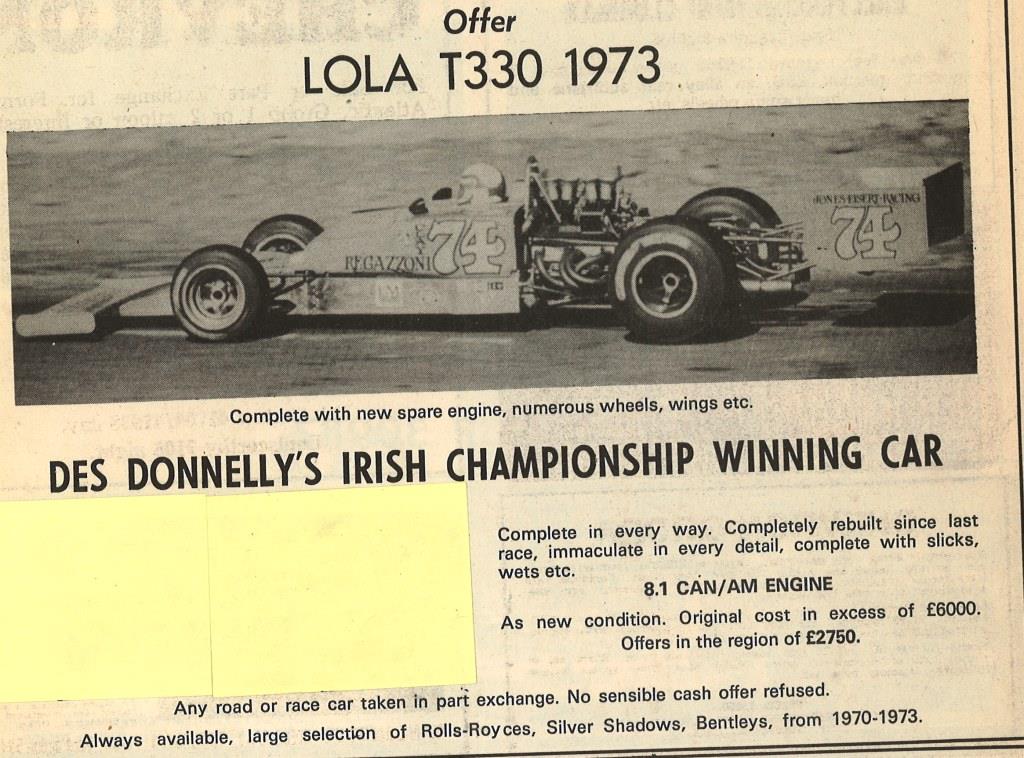 Offer
LOLA T330 1973
JONES-EISERT-RACING
74
74
REGAZZONI
Complete with new spare engine, numerous wheels, wings etc.
DES DONNELLY'S IRISH CHAMPIONSHIP WINNING CAR
Complete in every way. Completely rebuilt since last
race, immaculate in every detail, complete with slicks,
wets etc.
8.1 CAN/AM ENGINE
As new condition. Original cost in excess of £6000.
Offers in the region of £2750.
Any road or race car taken in part exchange. No sensible cash offer refused.
Always available, large selection of Rolls-Royces, Silver Shadows, Bentleys, from 1970-1973.